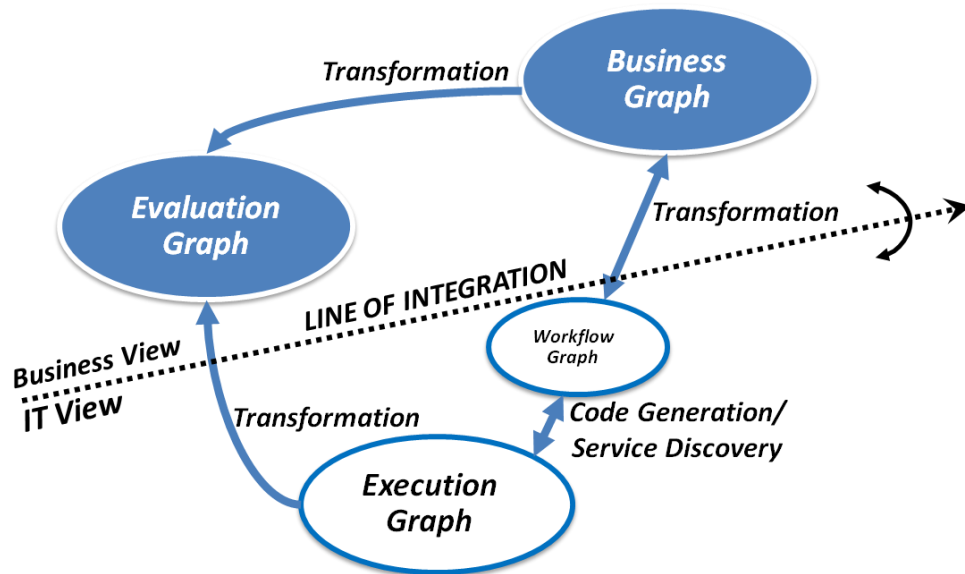 Transformation
Business
Graph
Evaluation
Graph
Transformation
LINE OF INTEGRATION
Workflow
Graph
Business View
IT View
Transformation
Code Generation/
Service Discovery
Execution
Graph